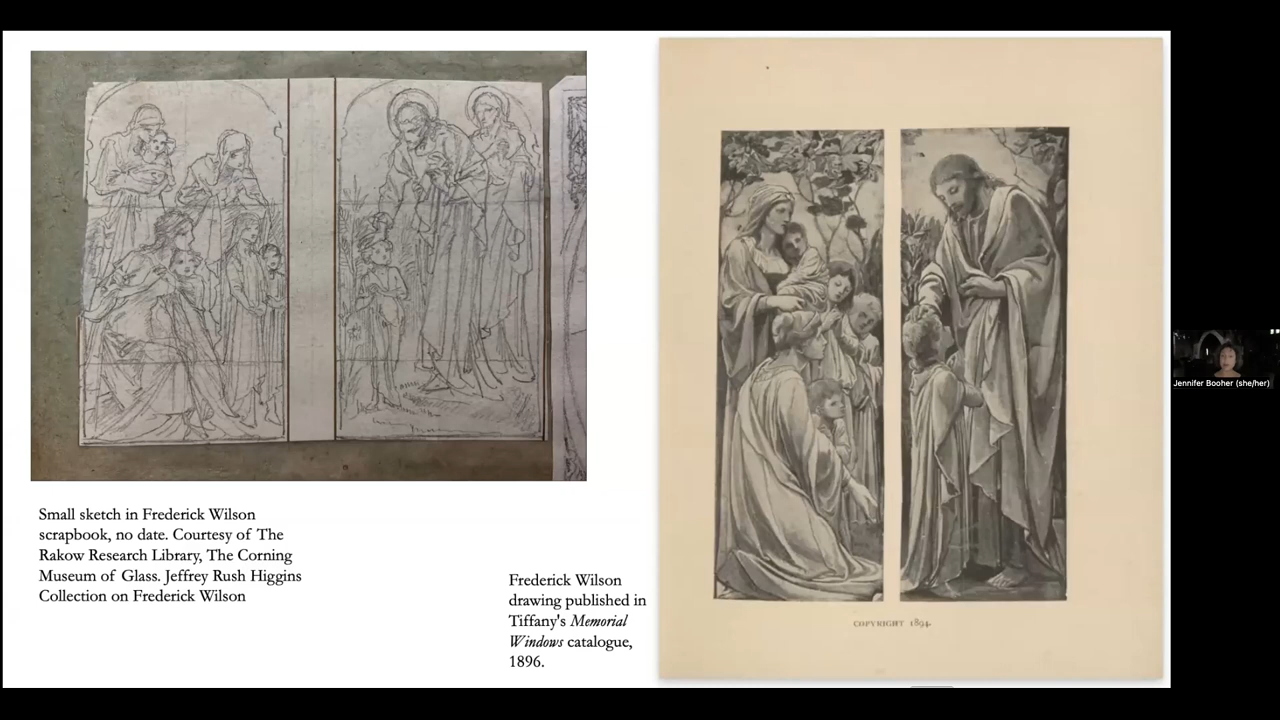 Small sketch in Frederick Wilson
scrapbook, no date. Courtesy of The
Rakow Research Library, The Corning
Museum of Glass. Jeffrey Rush Higgins
Collection on Frederick Wilson
Frederick Wilson
drawing published in
Tiffany's Memorial
Windows catalogue,
1896.
COPYRIGHT 1894.
Jennifer Booher (she/her)